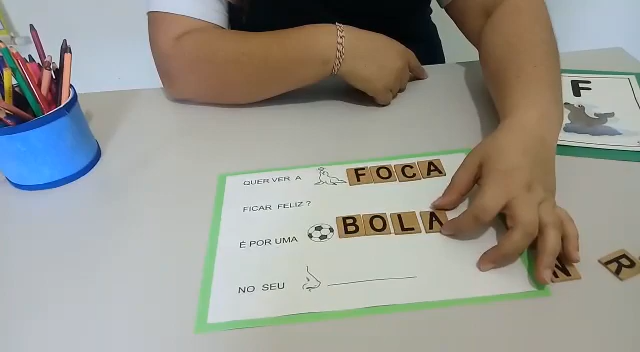 QUER VER A FOCA
FICAR FELIZ?
É POR UMA BOLA
NO SEU
F
N
R